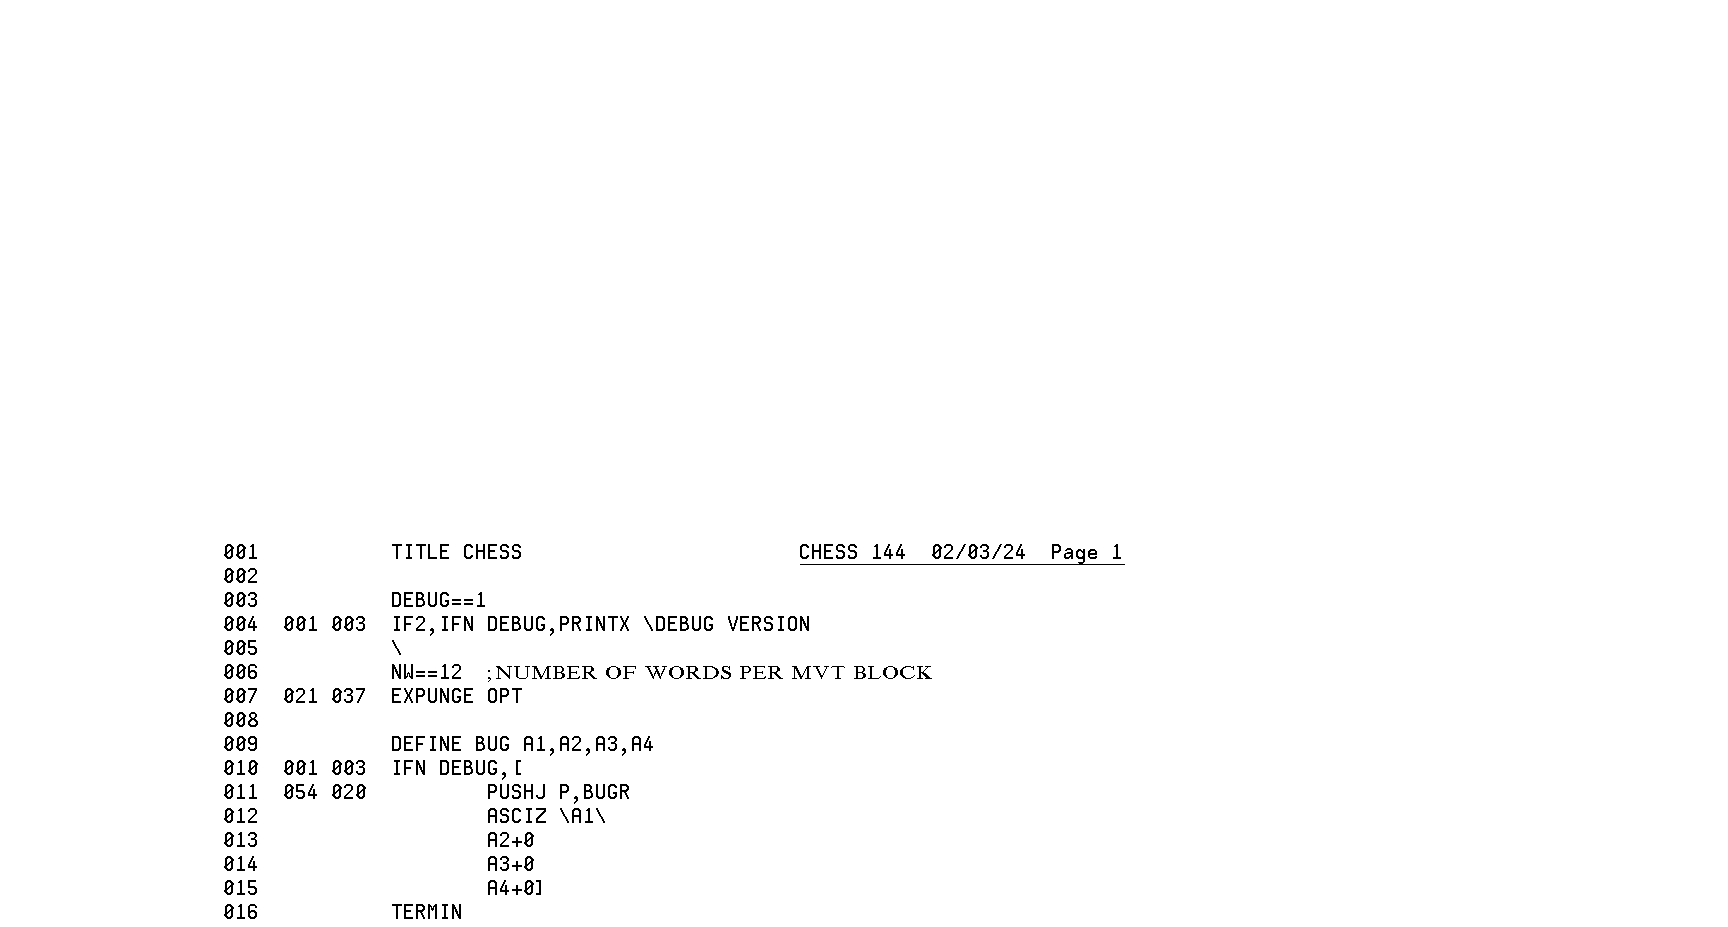 001           TITLE CHESS                       CHESS 144  02/03/24  Page 1
002
003           DEBUG==1
004  001 003  IF2,IFN DEBUG,PRINTX \DEBUG VERSION
005           \
006           NW==12  ;NUMBER OF WORDS PER MVT BLOCK
007  021 037  EXPUNGE OPT
008
009           DEFINE BUG A1,A2,A3,A4
010  001 003  IFN DEBUG,[
011  054 020          PUSHJ P,BUGR
012                   ASCIZ \A1\
013                   A2+0
014                   A3+0
015                   A4+0]
016           TERMIN